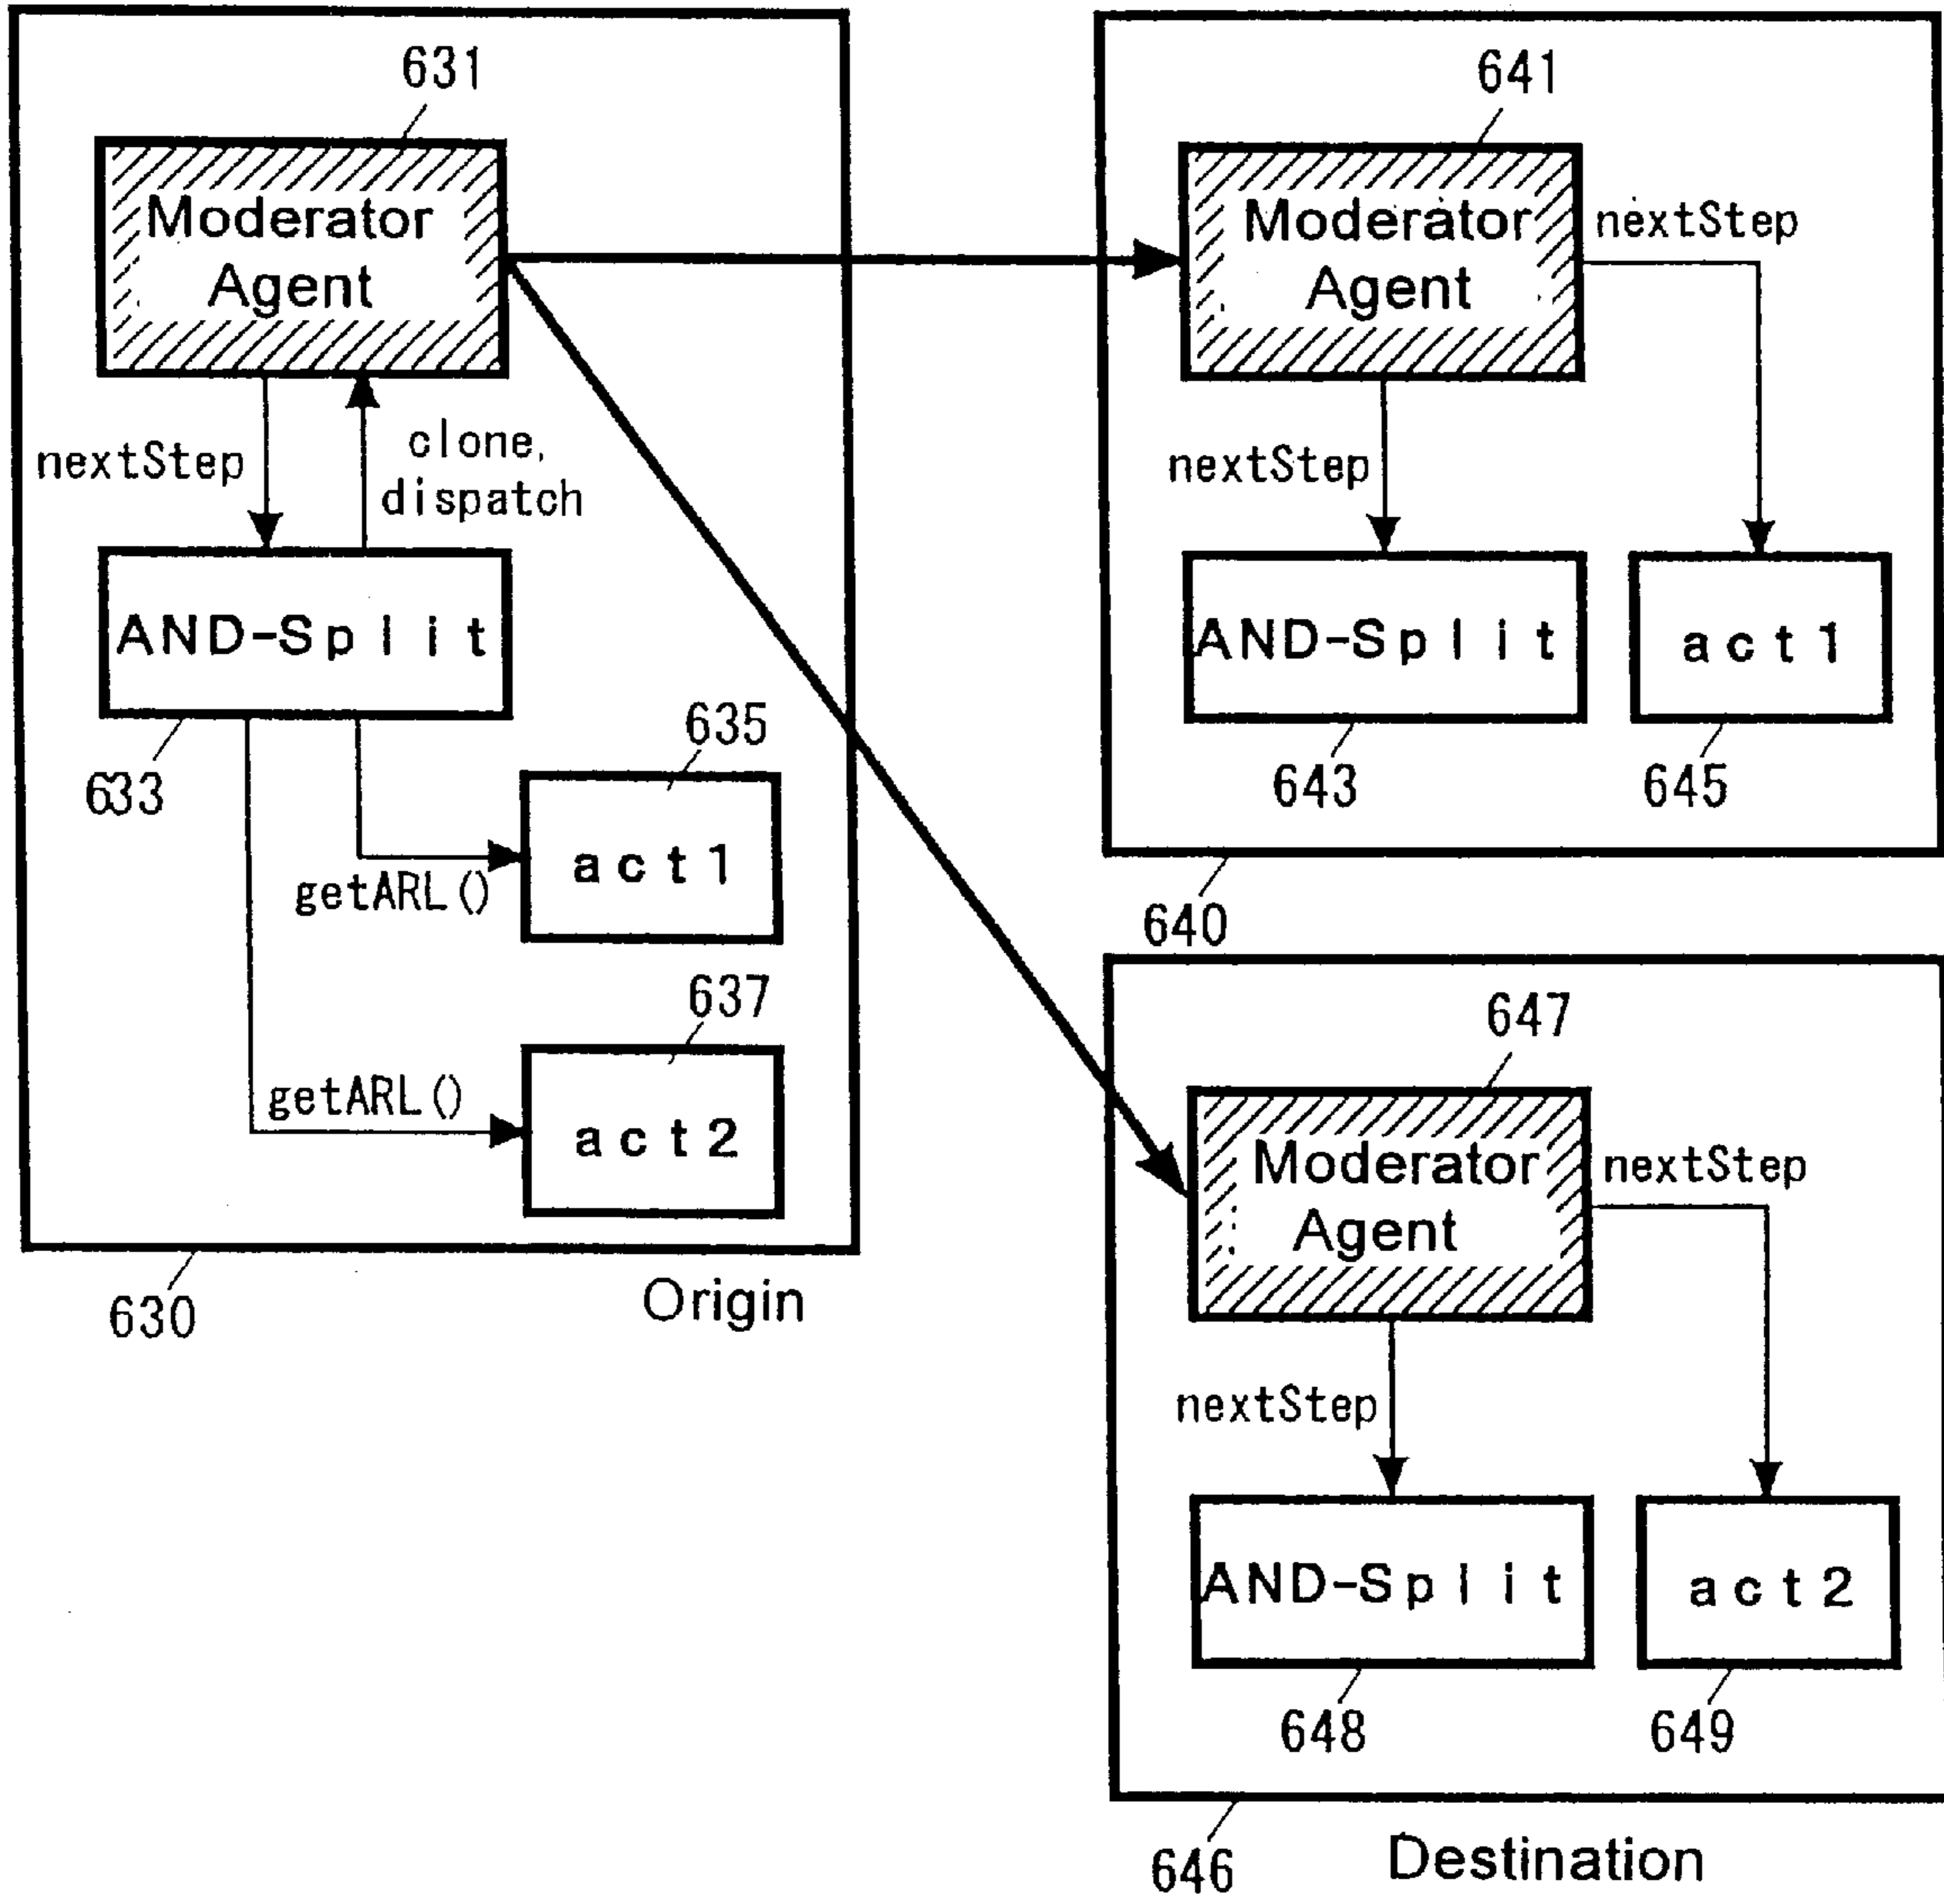 631
Moderator
Agent
nextStep
clone,
dispatch
AND-Split
633
635
act1
getARL()
637
getARL()
act2
630
Origin
641
Moderator
Agent
nextStep
nextStep
AND-Split
act1
643
645
640
647
Moderator
Agent
nextStep
nextStep
AND-Split
act2
648
649
646
Destination